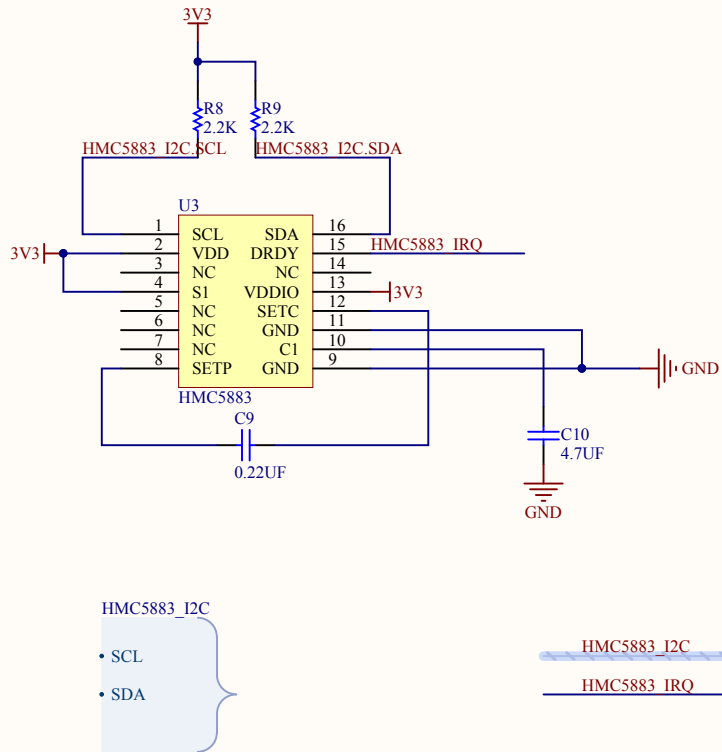 3V3
R8
2.2K
R9
2.2K
HMC5883_I2C.SCL
HMC5883_I2C.SDA
U3
1 SCL SDA 16
3V3 2 VDD DRDY 15 HMC5883_IRQ
3 NC NC 14
4 S1 VDDIO 13 3V3
5 NC SETC 12
6 NC GND 11
7 NC C1 10
8 SETP GND 9
GND
HMC5883
C9
0.22UF
C10
4.7UF
GND
HMC5883_I2C
SCL
SDA
HMC5883_I2C
HMC5883_IRQ